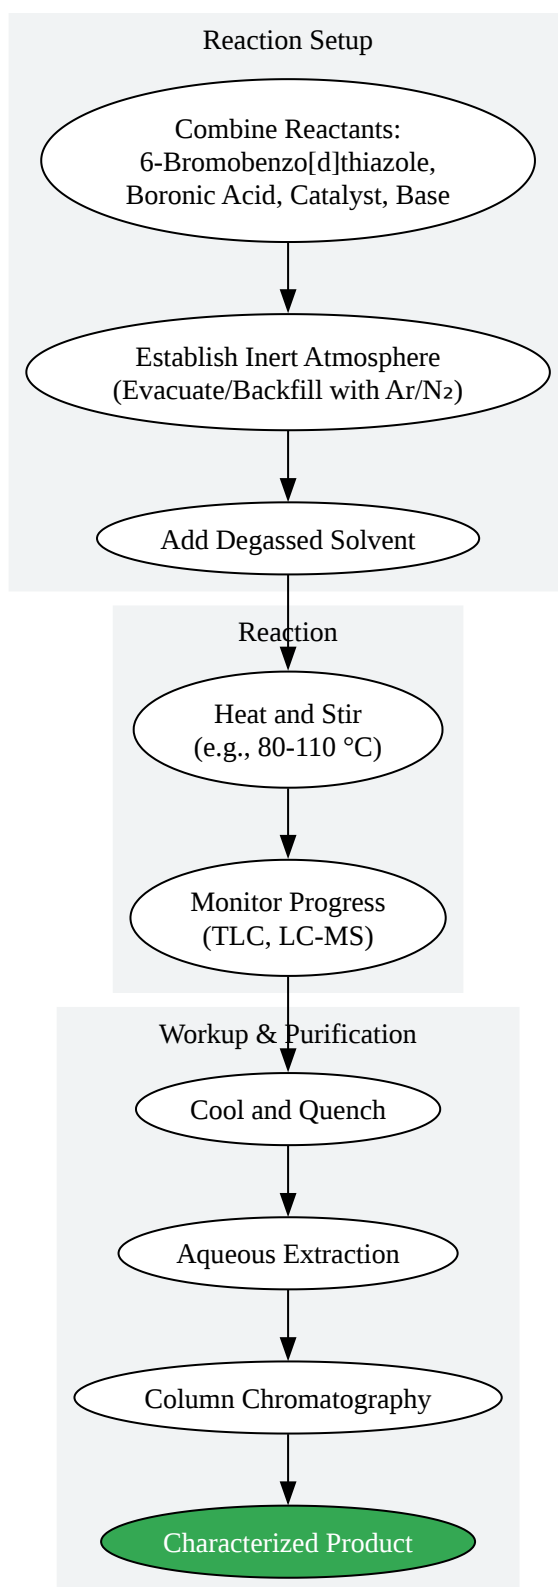 Reaction Setup
Combine Reactants:
6-Bromobenzo[d]thiazole,
Boronic Acid, Catalyst, Base
Establish Inert Atmosphere
(Evacuate/Backfill with Ar/N₂)
Add Degassed Solvent
Reaction
Heat and Stir
(e.g., 80-110 °C)
Monitor Progress
(TLC, LC-MS)
Workup & Purification
Cool and Quench
Aqueous Extraction
Column Chromatography
Characterized Product